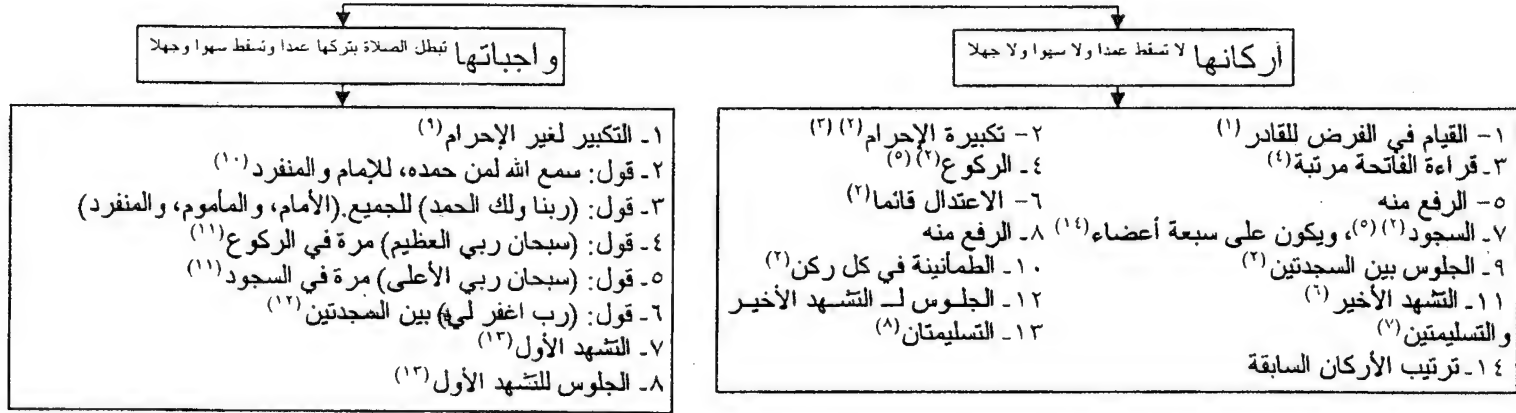 أركانها لا تسقط عمدا ولا سهوا ولا جهلا
١- القيام في الفرض للقادر (١) ٢- تكبيرة الإحرام (٢) (٣)
٣- قراءة الفاتحة مرتبة (٤) ٤- الركوع (٢) (٥)
٥- الرفع منه ٦- الاعتدال قائما (٢)
٧- السجود (٢) (٥)، ويكون على سبعة أعضاء (١٤) ٨- الرفع منه
٩- الجلوس بين السجدتين (٢) ١٠- الطمأنينة في كل ركن (٢)
١١- التشهد الأخير (٦) ١٢- الجلوس لـ التشهد الأخير
والتسليمتين (٧) ١٣- التسليمتان (٨)
١٤- ترتيب الأركان السابقة
واجباتها تبطل الصلاة بتركها عمدا وتسقط سهوا وجهلا
١- التكبير لغير الإحرام (٩)
٢- قول: سمع الله لمن حمده، للإمام والمنفرد (١٠)
٣- قول: (ربنا ولك الحمد) للجميع. (الأمام، والمأموم، والمنفرد)
٤- قول: (سبحان ربي العظيم) مرة في الركوع (١١)
٥- قول: (سبحان ربي الأعلى) مرة في السجود (١١)
٦- قول: (رب اغفر لي) بين السجدتين (١٢)
٧- التشهد الأول (١٣)
٨- الجلوس للتشهد الأول (١٣)